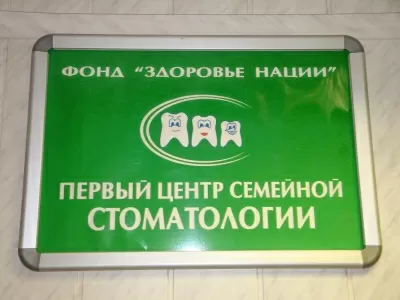 ФОНД "ЗДОРОВЬЕ НАЦИИ"
ПЕРВЫЙ ЦЕНТР СЕМЕЙНОЙ
СТОМАТОЛОГИИ